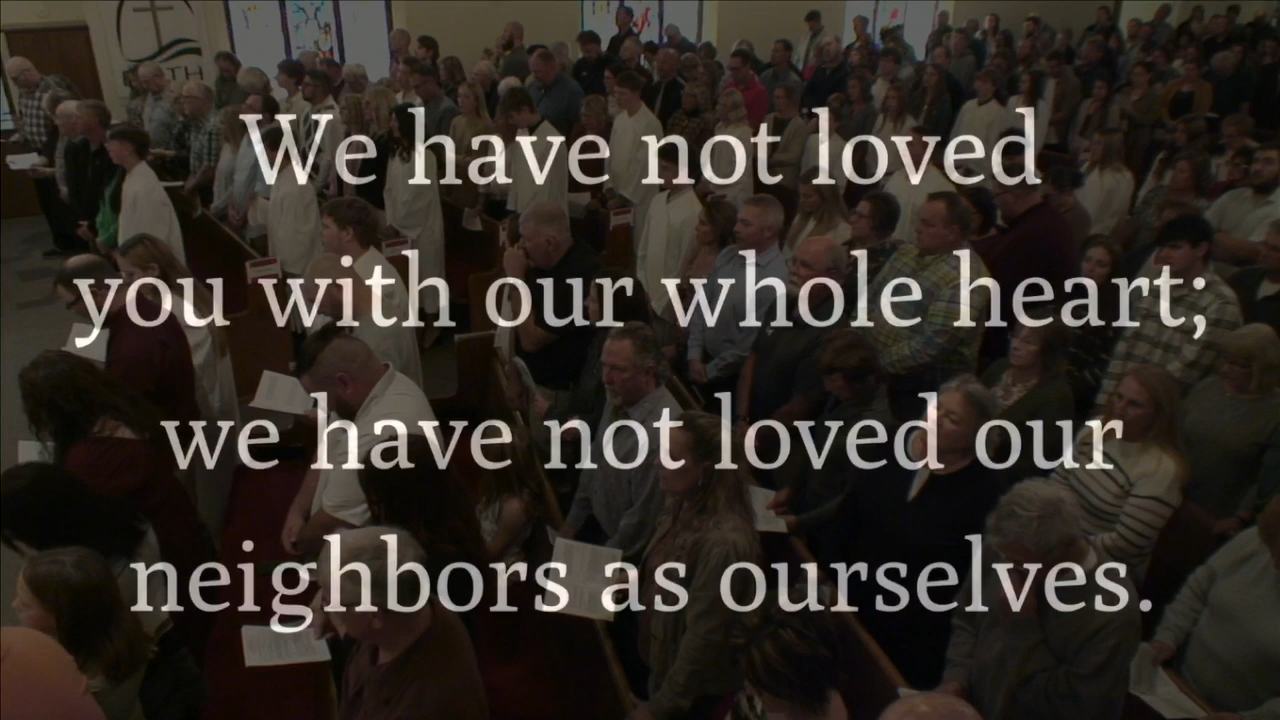 We have not loved
you with our whole heart;
we have not loved our
neighbors as ourselves.